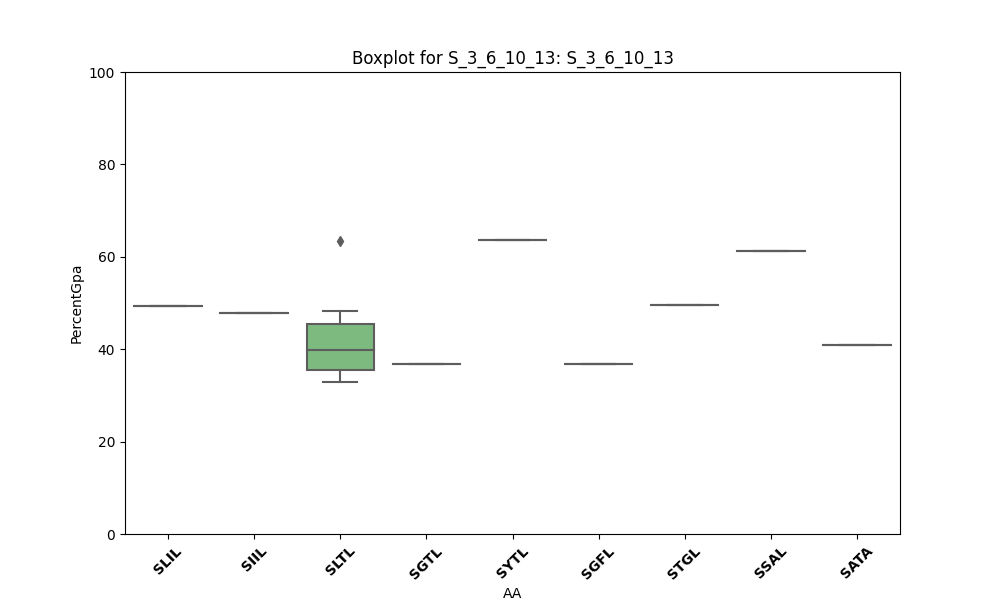 Boxplot for S_3_6_10_13: S_3_6_10_13
100
80
60
40
20
0
PercentGpa
SLIL
SIIL
SLTL
SGTL
SYTL
SGFL
STGL
SSAL
SATA
AA